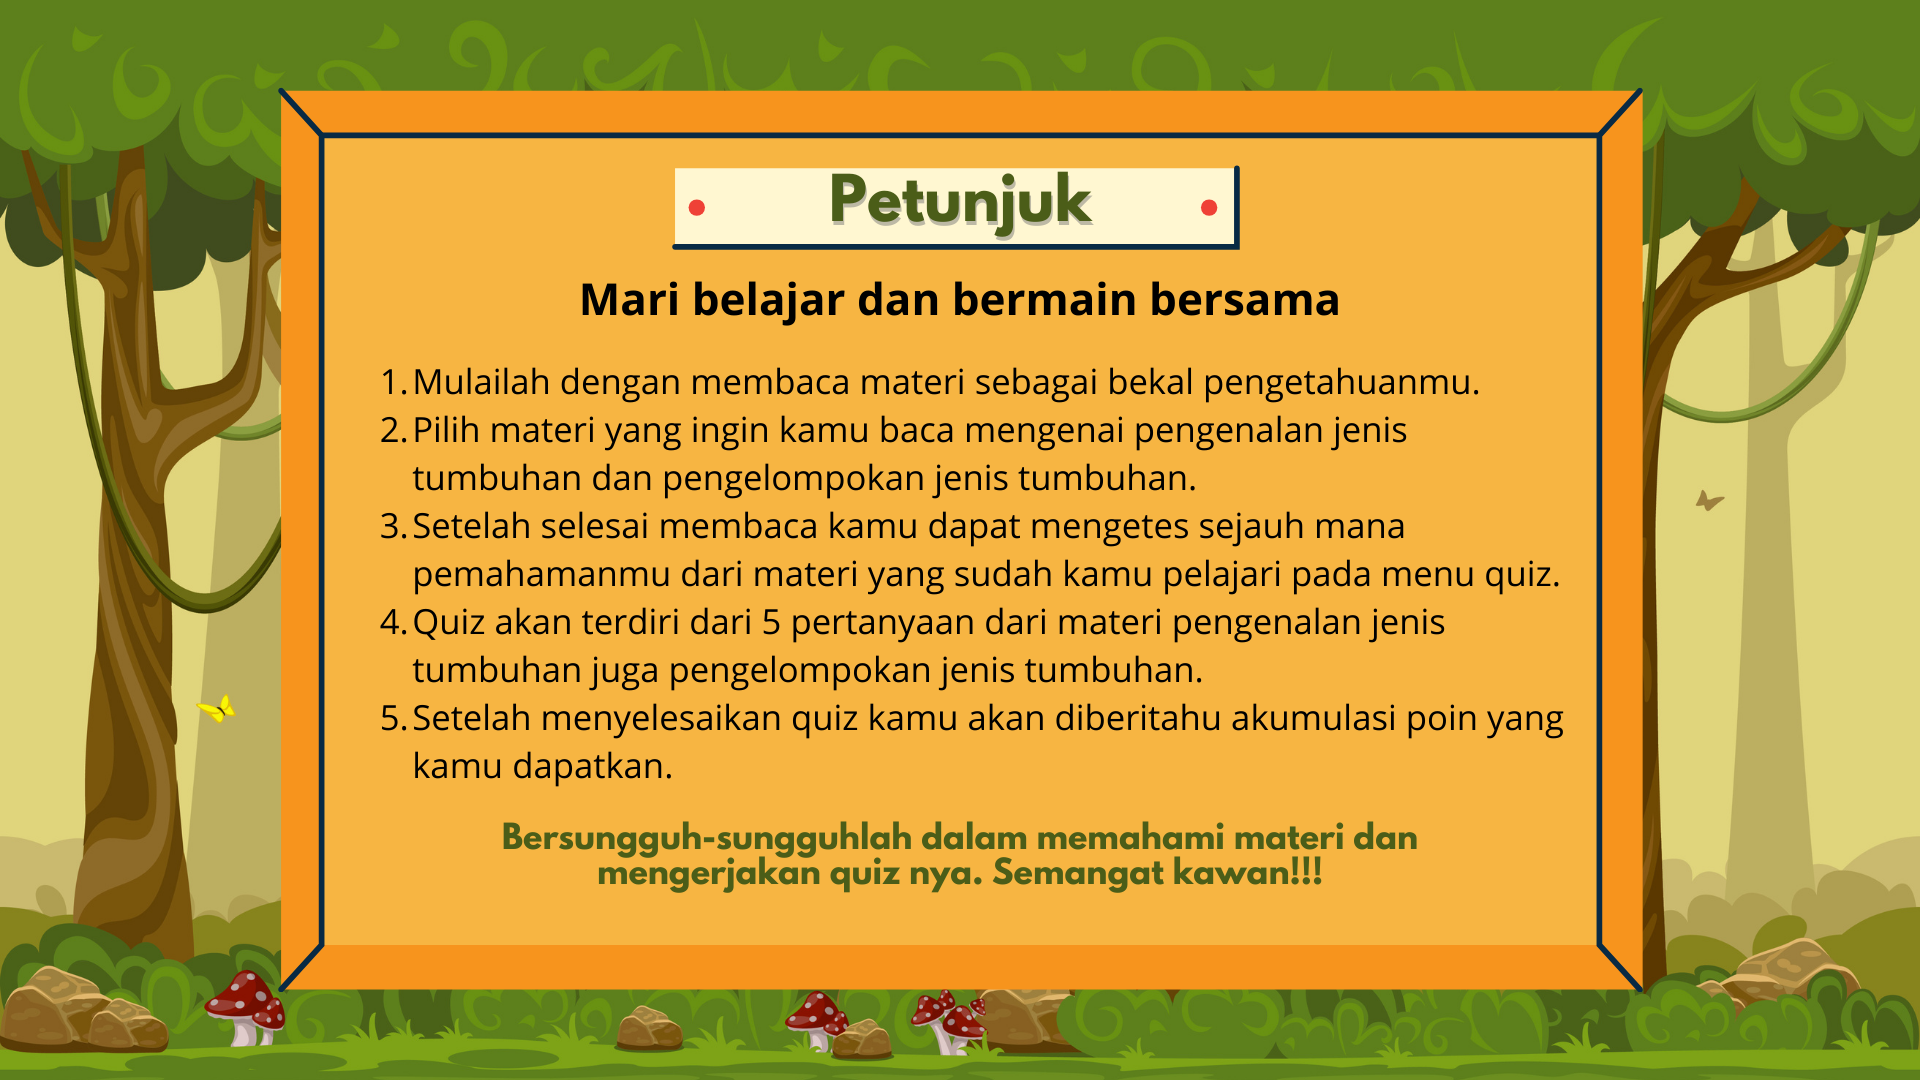 Petunjuk
Mari belajar dan bermain bersama
1. Mulailah dengan membaca materi sebagai bekal pengetahuanmu.
2. Pilih materi yang ingin kamu baca mengenai pengenalan jenis
tumbuhan dan pengelompokan jenis tumbuhan.
3. Setelah selesai membaca kamu dapat mengetes sejauh mana
pemahamanmu dari materi yang sudah kamu pelajari pada menu quiz.
4. Quiz akan terdiri dari 5 pertanyaan dari materi pengenalan jenis
tumbuhan juga pengelompokan jenis tumbuhan.
5. Setelah menyelesaikan quiz kamu akan diberitahu akumulasi poin yang
kamu dapatkan.
Bersungguh-sungguhlah dalam memahami materi dan
mengerjakan quiz nya. Semangat kawan!!!